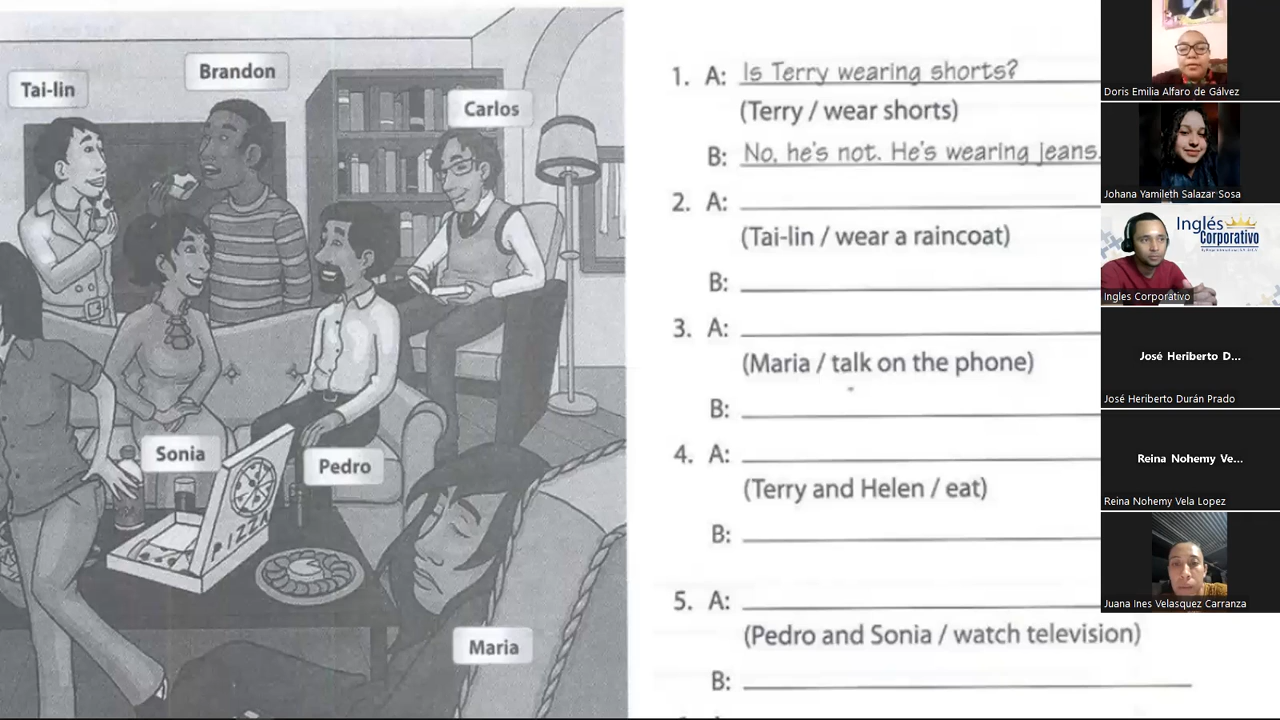 Tai-lin
Brandon
Carlos
Sonia
Pedro
PIZZA
Maria
1. A: Is Terry wearing shorts?
(Terry / wear shorts)
B: No, he's not. He's wearing jeans.
2. A:
(Tai-lin / wear a raincoat)
B:
3. A:
(Maria / talk on the phone)
B:
4. A:
(Terry and Helen / eat)
B:
5. A:
(Pedro and Sonia / watch television)
B:
Doris Emilia Alfaro de Gálvez
Johana Yamileth Salazar Sosa
Inglés
Corporativo
Ingles Corporativo
José Heriberto D...
José Heriberto Durán Prado
Reina Nohemy Ve...
Reina Nohemy Vela Lopez
Juana Ines Velasquez Carranza